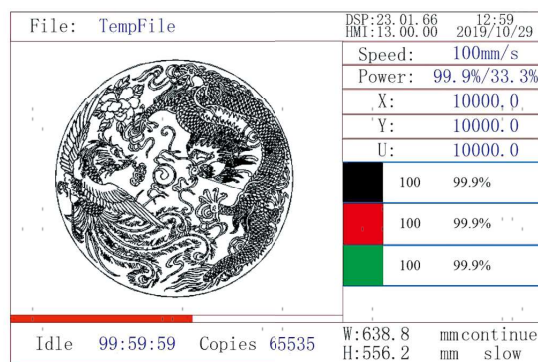 File: TempFile
DSP:23.01.66 12:59
HMI:13.00.00 2019/10/29
Speed: 100mm/s
Power: 99.9%/33.3%
X: 10000,0
Y: 10000.0
U: 10000.0
100 99.9%
100 99.9%
100 99.9%
Idle 99:59:59 Copies 65535
W:638.8 mm continue
H:556.2 mm slow